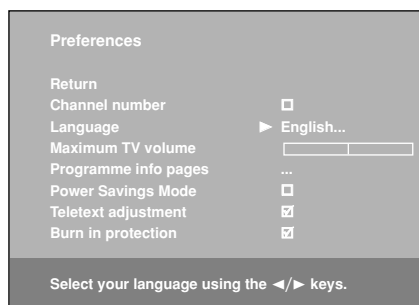 Preferences
Return
Channel number
Language ► English...
Maximum TV volume
Programme info pages ...
Power Savings Mode
Teletext adjustment
Burn in protection
Select your language using the ◄/► keys.